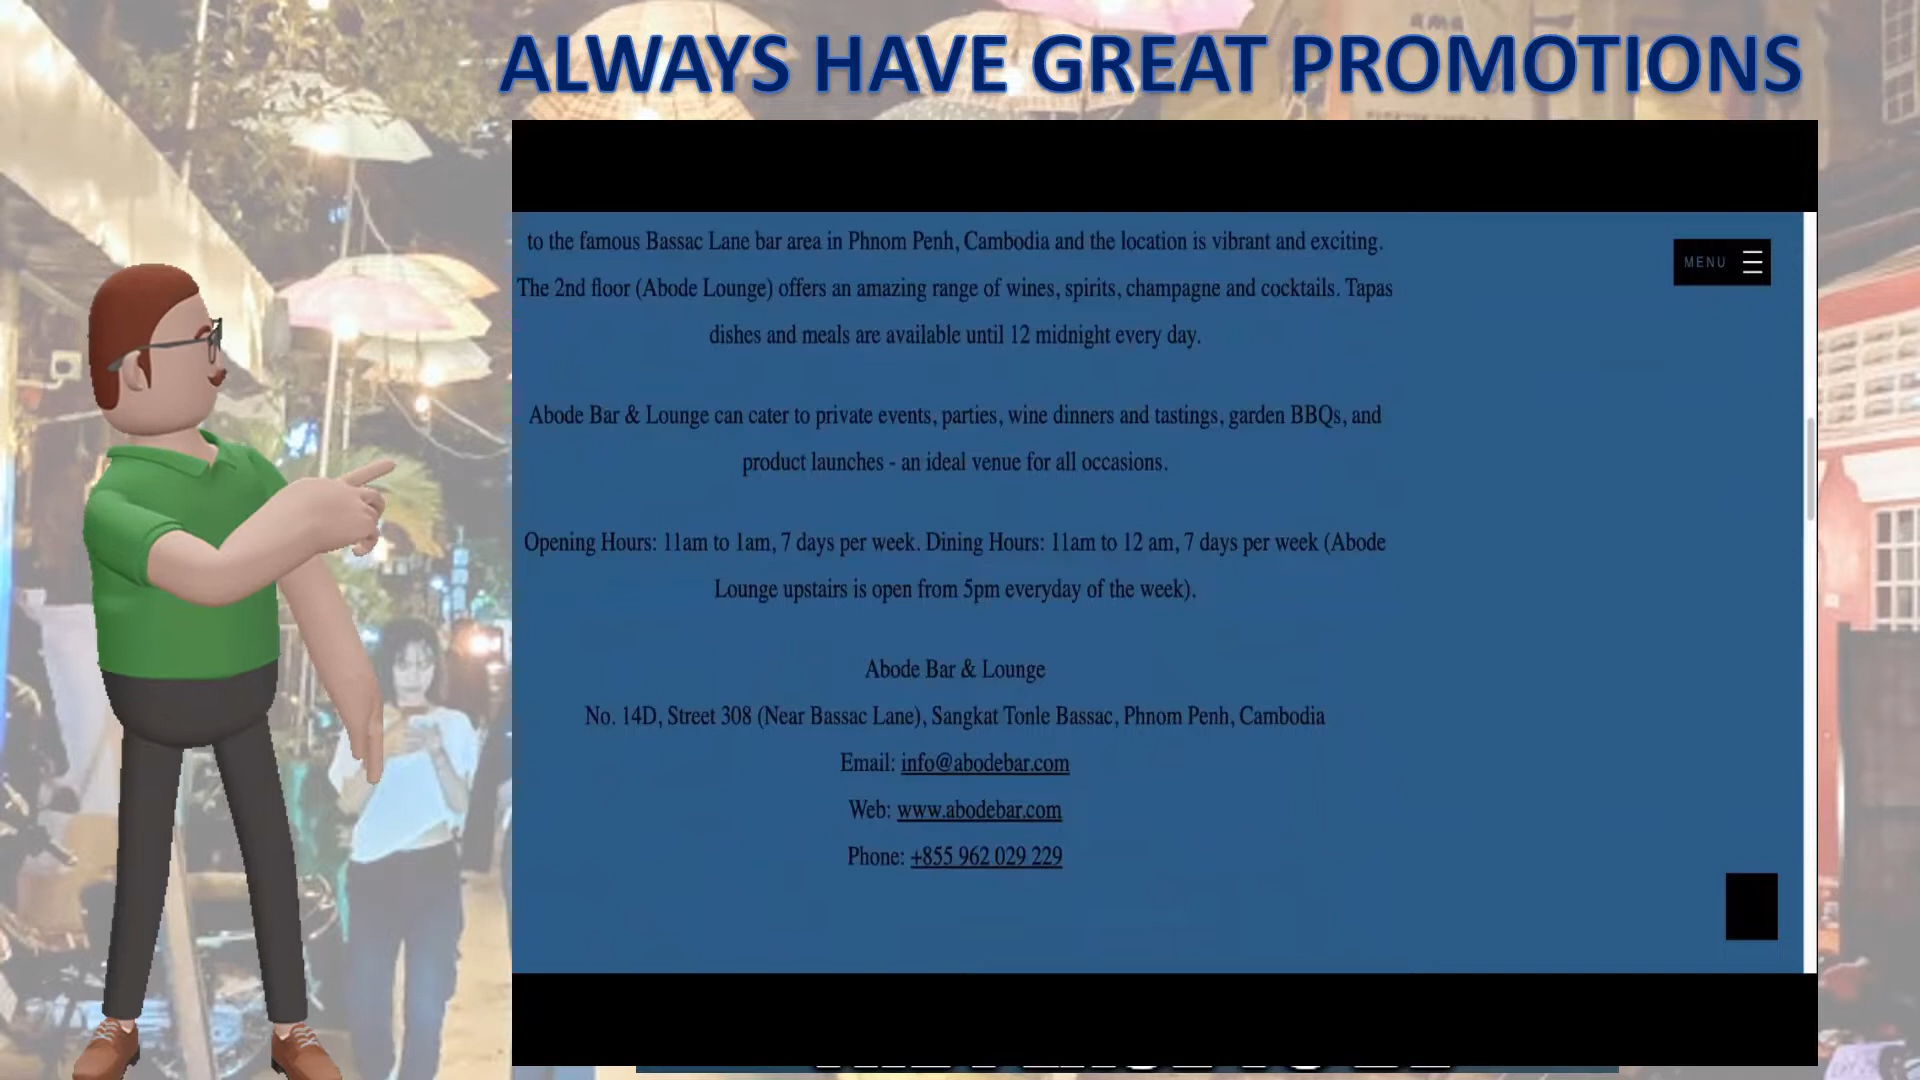 ALWAYS HAVE GREAT PROMOTIONS
to the famous Bassac Lane bar area in Phnom Penh, Cambodia and the location is vibrant and exciting.
MENU
The 2nd floor (Abode Lounge) offers an amazing range of wines, spirits, champagne and cocktails. Tapas
dishes and meals are available until 12 midnight every day.
Abode Bar & Lounge can cater to private events, parties, wine dinners and tastings, garden BBQs, and
product launches - an ideal venue for all occasions.
Opening Hours: 11am to 1am, 7 days per week. Dining Hours: 11am to 12 am, 7 days per week (Abode
Lounge upstairs is open from 5pm everyday of the week).
Abode Bar & Lounge
No. 14D, Street 308 (Near Bassac Lane), Sangkat Tonle Bassac, Phnom Penh, Cambodia
Email: info@abodebar.com
Web: www.abodebar.com
Phone: +855 962 029 229